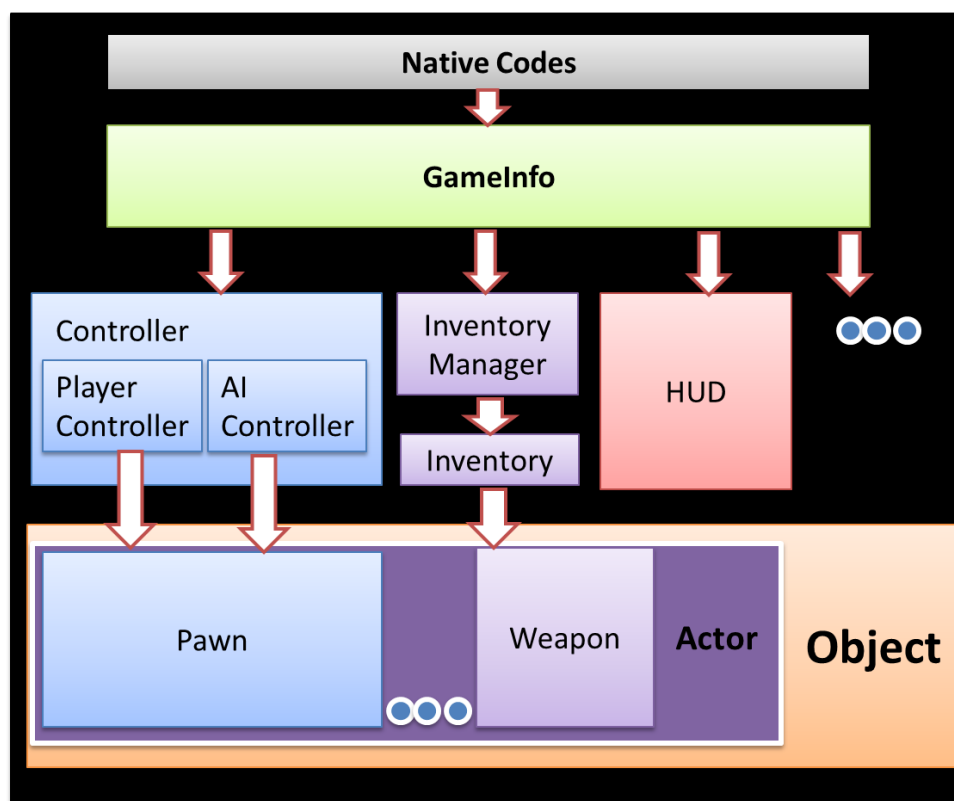 Native Codes
GameInfo
Controller
Player
Controller
AI
Controller
Inventory
Manager
Inventory
HUD
Pawn
Weapon
Actor
Object